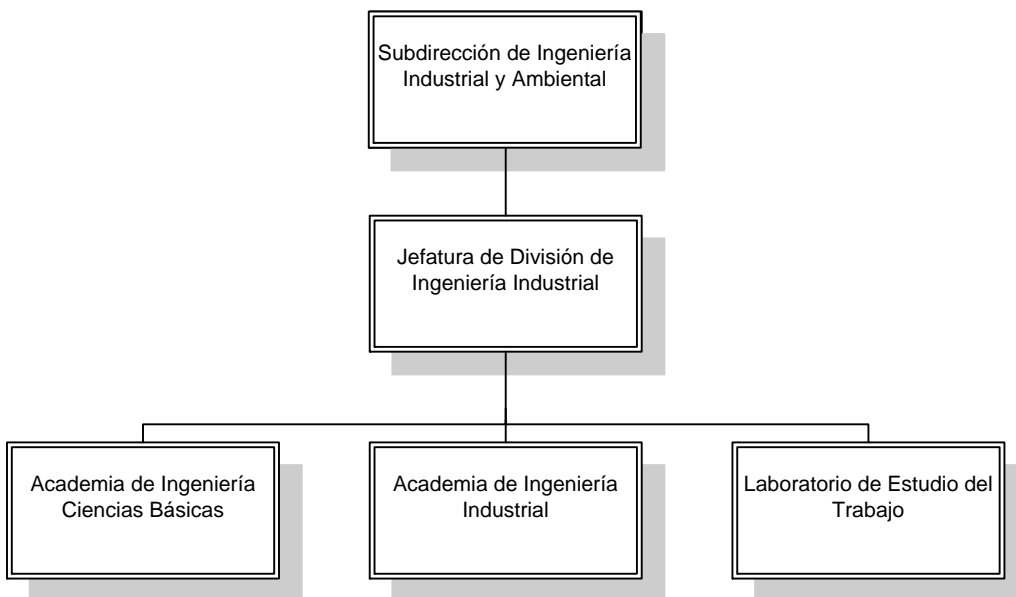 Subdirección de Ingeniería
Industrial y Ambiental
Jefatura de División de
Ingeniería Industrial
Academia de Ingeniería
Ciencias Básicas
Academia de Ingeniería
Industrial
Laboratorio de Estudio del
Trabajo